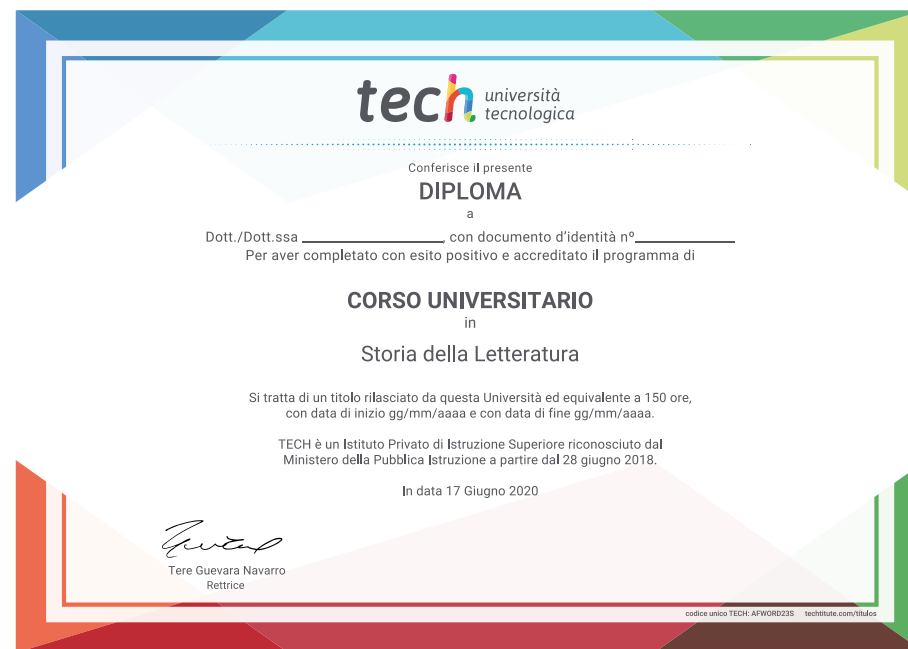 tech università
tecnologica
Conferisce il presente
DIPLOMA
a
Dott./Dott.ssa ________________, con documento d'identità nº____________
Per aver completato con esito positivo e accreditato il programma di
CORSO UNIVERSITARIO
in
Storia della Letteratura
Si tratta di un titolo rilasciato da questa Università ed equivalente a 150 ore,
con data di inizio gg/mm/aaaa e con data di fine gg/mm/aaaa.
TECH è un Istituto Privato di Istruzione Superiore riconosciuto dal
Ministero della Pubblica Istruzione a partire dal 28 giugno 2018.
In data 17 Giugno 2020
Tere Guevara Navarro
Rettrice
codice unico TECH: AFWORD23S techtitute.com/titulos